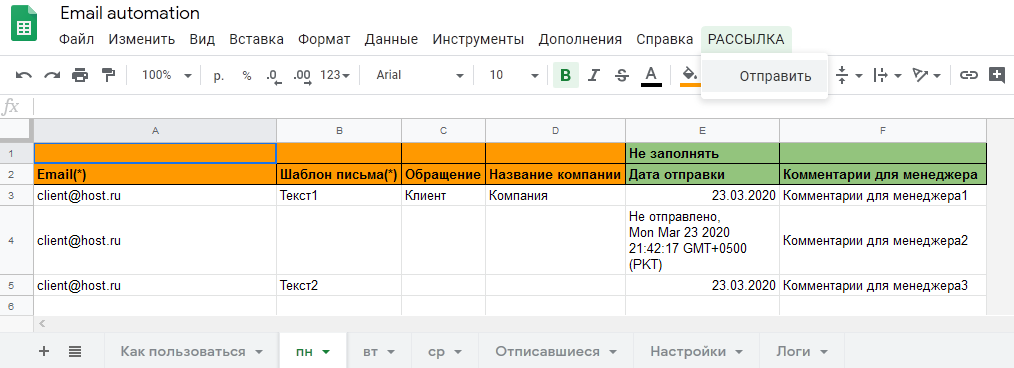 Email automation
Файл Изменить Вид Вставка Формат Данные Инструменты Дополнения Справка РАССЫЛКА
100% р. % .0 .00 123 Arial 10 B I S A
Отправить
fx
A B C D E F
1 Не заполнять
2 Email(*) Шаблон письма(*) Обращение Название компании Дата отправки Комментарии для менеджера
3 client@host.ru Текст1 Клиент Компания 23.03.2020 Комментарии для менеджера1
4 client@host.ru Не отправлено, Комментарии для менеджера2
Mon Mar 23 2020
21:42:17 GMT+0500
(PKT)
5 client@host.ru Текст2 23.03.2020 Комментарии для менеджера3
6
Как пользоваться пн вт ср Отписавшиеся Настройки Логи